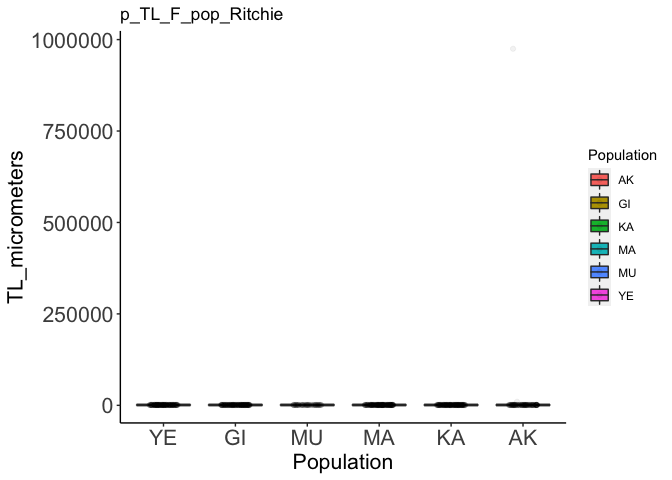 p_TL_F_pop_Ritchie
1000000
750000
500000
250000
0
TL_micrometers
YE GI MU MA KA AK
Population
Population
AK
GI
KA
MA
MU
YE